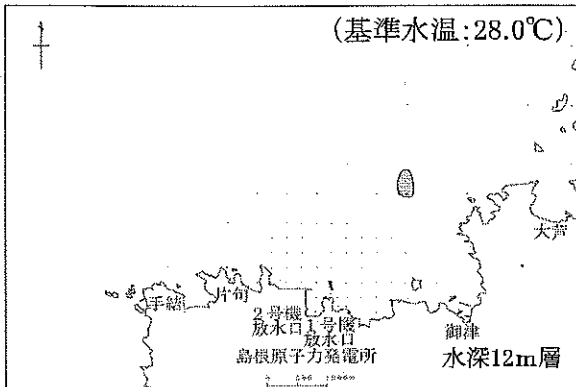 (基準水温:28.0℃)
大芦
手結
片句
2号機
放水口
1号機
放水口
御津
島根原子力発電所
水深12m層